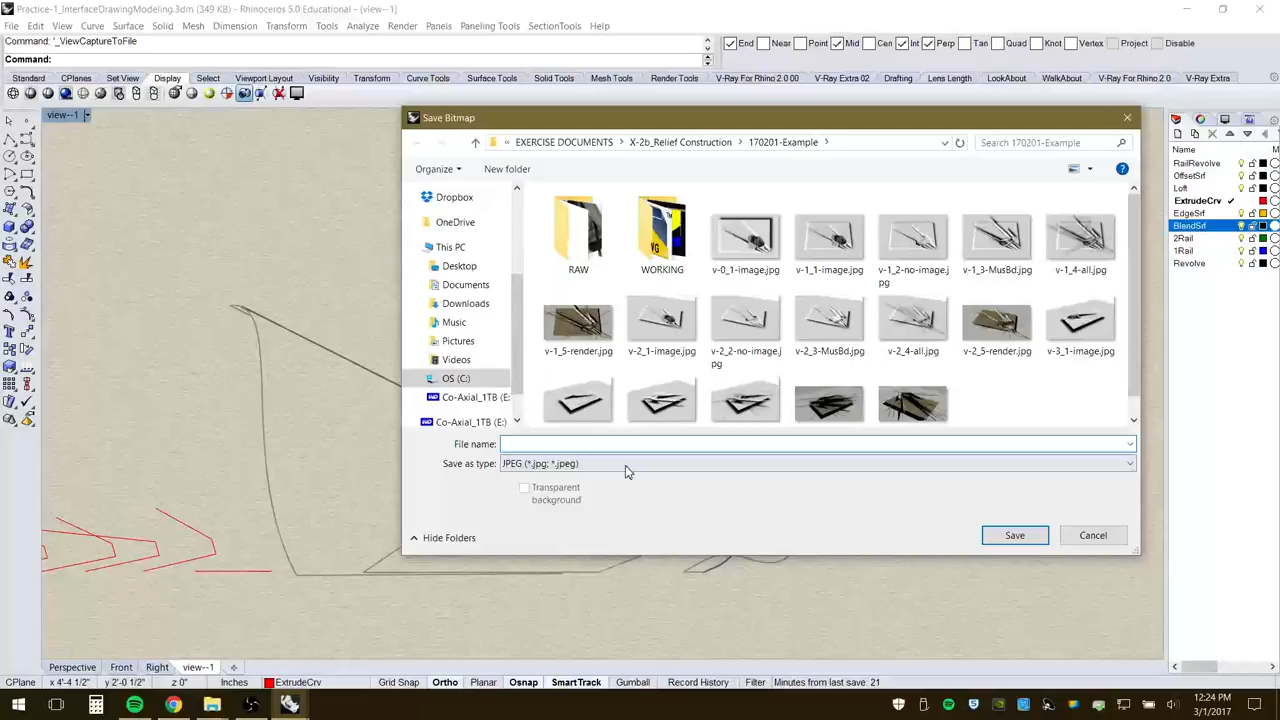 Practice-1_InterfaceDrawingModeling.3dm (349 KB) - Rhinoceros 5.0 Educational - [view--1]
File Edit View Curve Surface Solid Mesh Dimension Transform Tools Analyze Render Panels Paneling Tools SectionTools Help
Command: '_ViewCaptureToFile
Command:
End Near Point Mid Cen Int Perp Tan Quad Knot Vertex Project Disable
Standard CPlanes Set View Display Select Viewport Layout Visibility Transform Curve Tools Surface Tools Solid Tools Mesh Tools Render Tools V-Ray For Rhino 2.0 00 V-Ray Extra 02 Drafting Lens Length LookAbout WalkAbout V-Ray For Rhino 2.0 V-Ray Extra
view--1
Save Bitmap
« EXERCISE DOCUMENTS › X-2b_Relief Construction › 170201-Example ›
Search 170201-Example
Organize New folder
Dropbox
OneDrive
This PC
Desktop
Documents
Downloads
Music
Pictures
Videos
OS (C:)
Co-Axial_1TB (E:
Co-Axial_1TB (E:)
RAW WORKING v-0_1-image.jpg v-1_1-image.jpg v-1_2-no-image.j
pg v-1_3-MusBd.jpg v-1_4-all.jpg
v-1_5-render.jpg v-2_1-image.jpg v-2_2-no-image.j
pg v-2_3-MusBd.jpg v-2_4-all.jpg v-2_5-render.jpg v-3_1-image.jpg
File name:
Save as type: JPEG (*.jpg; *.jpeg)
Transparent
background
Hide Folders
Save Cancel
Name M
RailRevolve
OffsetSrf
Loft
ExtrudeCrv
EdgeSrf
BlendSrf
2Rail
1Rail
Revolve
Perspective Front Right view--1
CPlane x 4'-4 1/2" y 2'-0 1/2" z 0" Inches ExtrudeCrv Grid Snap Ortho Planar Osnap SmartTrack Gumball Record History Filter Minutes from last save: 21
12:24 PM
3/1/2017